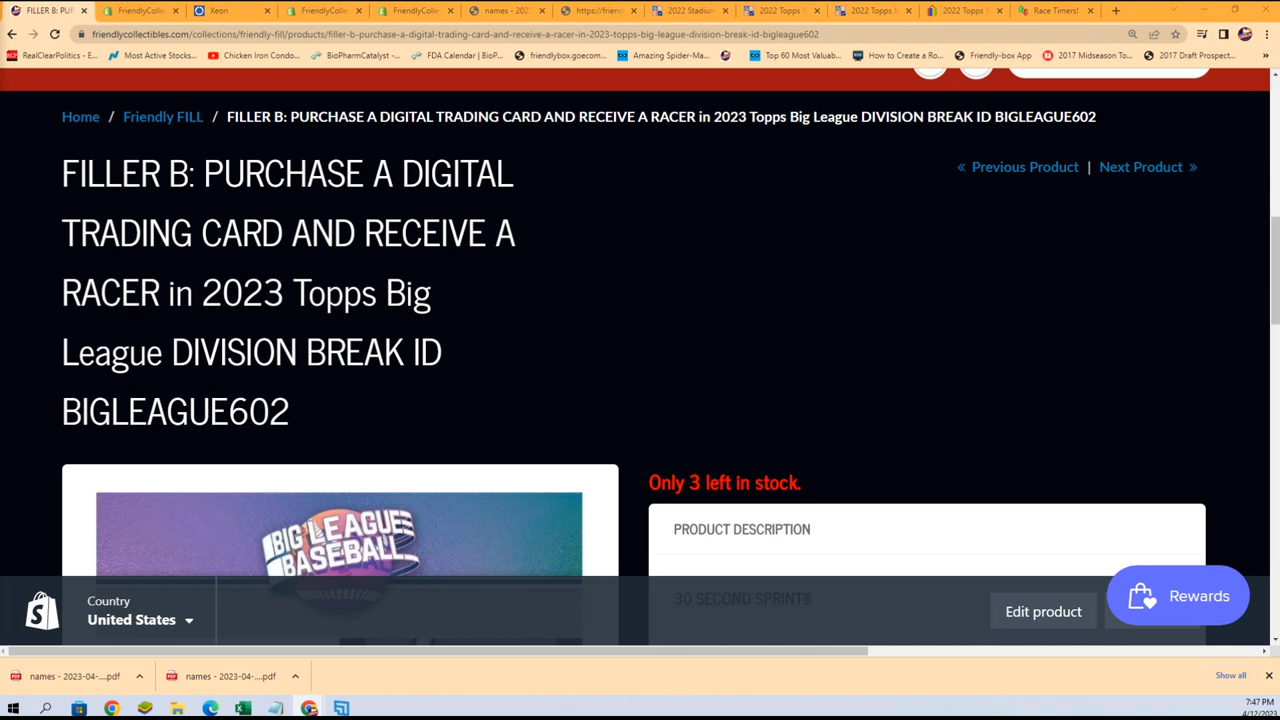 FILLER B: PU
FriendlyColle
Xeon
FriendlyColle
FriendlyColle
names - 202
https://friend
2022 Stadium
2022 Topps
2022 Topps
2022 Topps
Race Timers!
friendlycollectibles.com/collections/friendly-fill/products/filler-b-purchase-a-digital-trading-card-and-receive-a-racer-in-2023-topps-big-league-division-break-id-bigleague602
RealClearPolitics - E...
Most Active Stocks...
Chicken Iron Condo...
BioPharmCatalyst -...
FDA Calendar | BioP...
friendlybox.goecom...
Amazing Spider-Ma...
Top 60 Most Valuab...
How to Create a Ro...
Friendly-box App
2017 Midseason To...
2017 Draft Prospect...
Home / Friendly FILL / FILLER B: PURCHASE A DIGITAL TRADING CARD AND RECEIVE A RACER in 2023 Topps Big League DIVISION BREAK ID BIGLEAGUE602
« Previous Product | Next Product »
FILLER B: PURCHASE A DIGITAL
TRADING CARD AND RECEIVE A
RACER in 2023 Topps Big
League DIVISION BREAK ID
BIGLEAGUE602
Only 3 left in stock.
PRODUCT DESCRIPTION
BIG LEAGUE
BASEBALL
30 SECOND SPRINT!!!
Country
United States
Edit product
Rewards
names - 2023-04-....pdf
names - 2023-04-....pdf
Show all
7:47 PM
4/12/2023